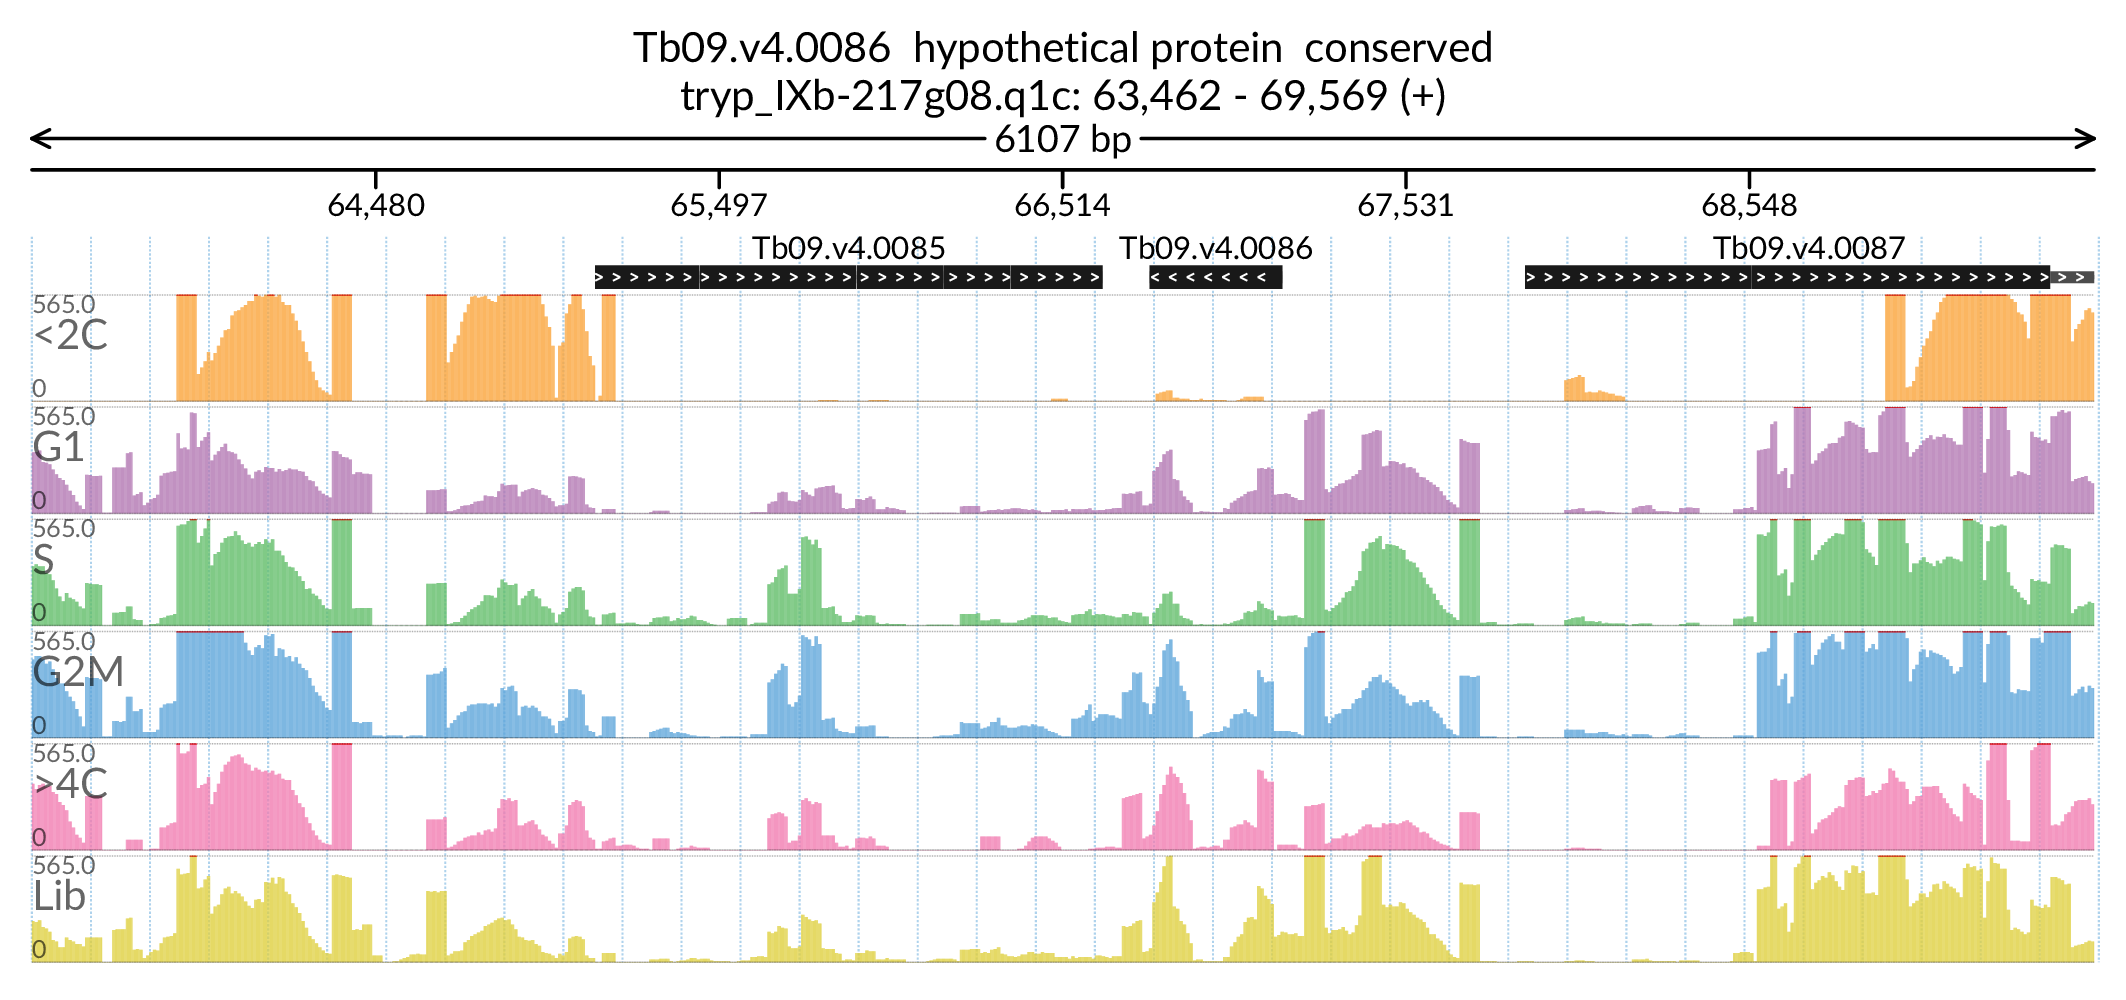 Tb09.v4.0086 hypothetical protein conserved
tryp_IXb-217g08.q1c: 63,462 - 69,569 (+)
6107 bp
64,480 65,497 66,514 67,531 68,548
Tb09.v4.0085 Tb09.v4.0086 Tb09.v4.0087
565.0
<2C
0
565.0
G1
0
565.0
S
0
565.0
G2M
0
565.0
>4C
0
565.0
Lib
0